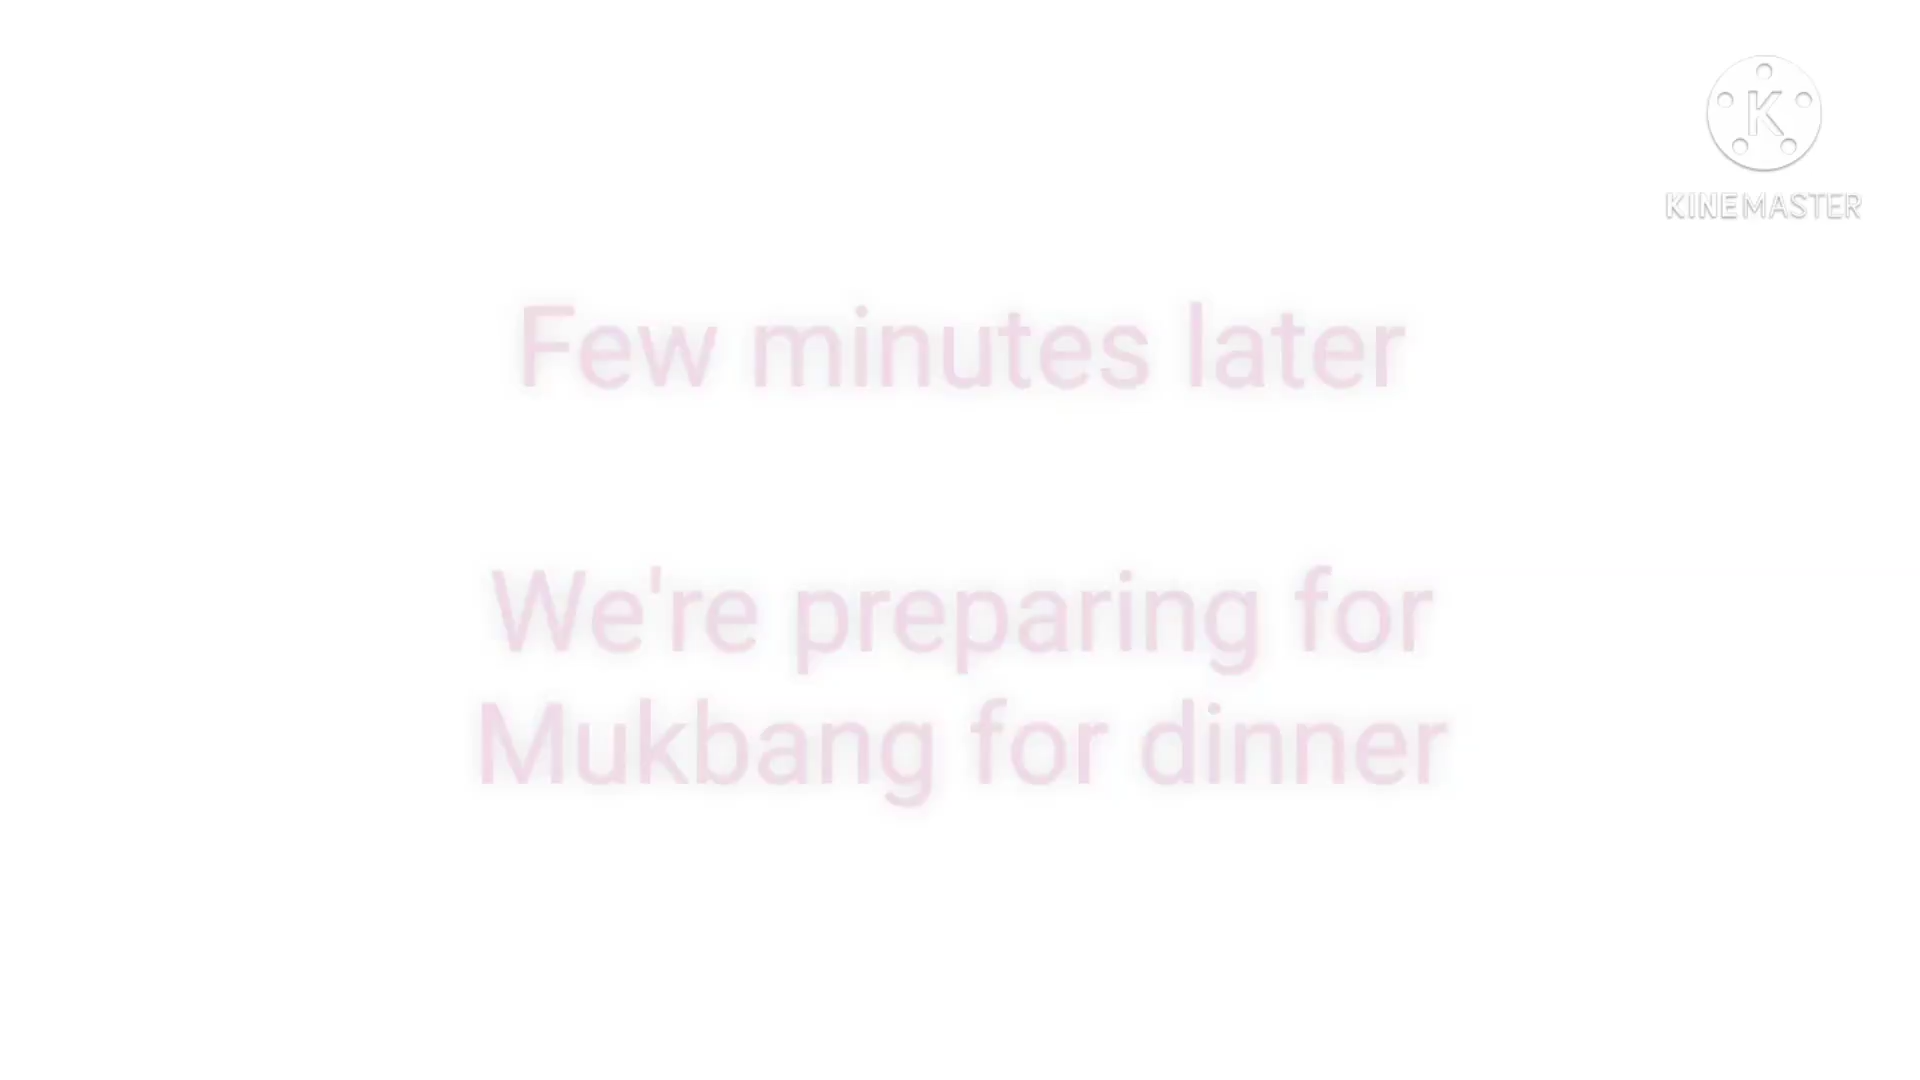 K
KINEMASTER
Few minutes later
We're preparing for
Mukbang for dinner